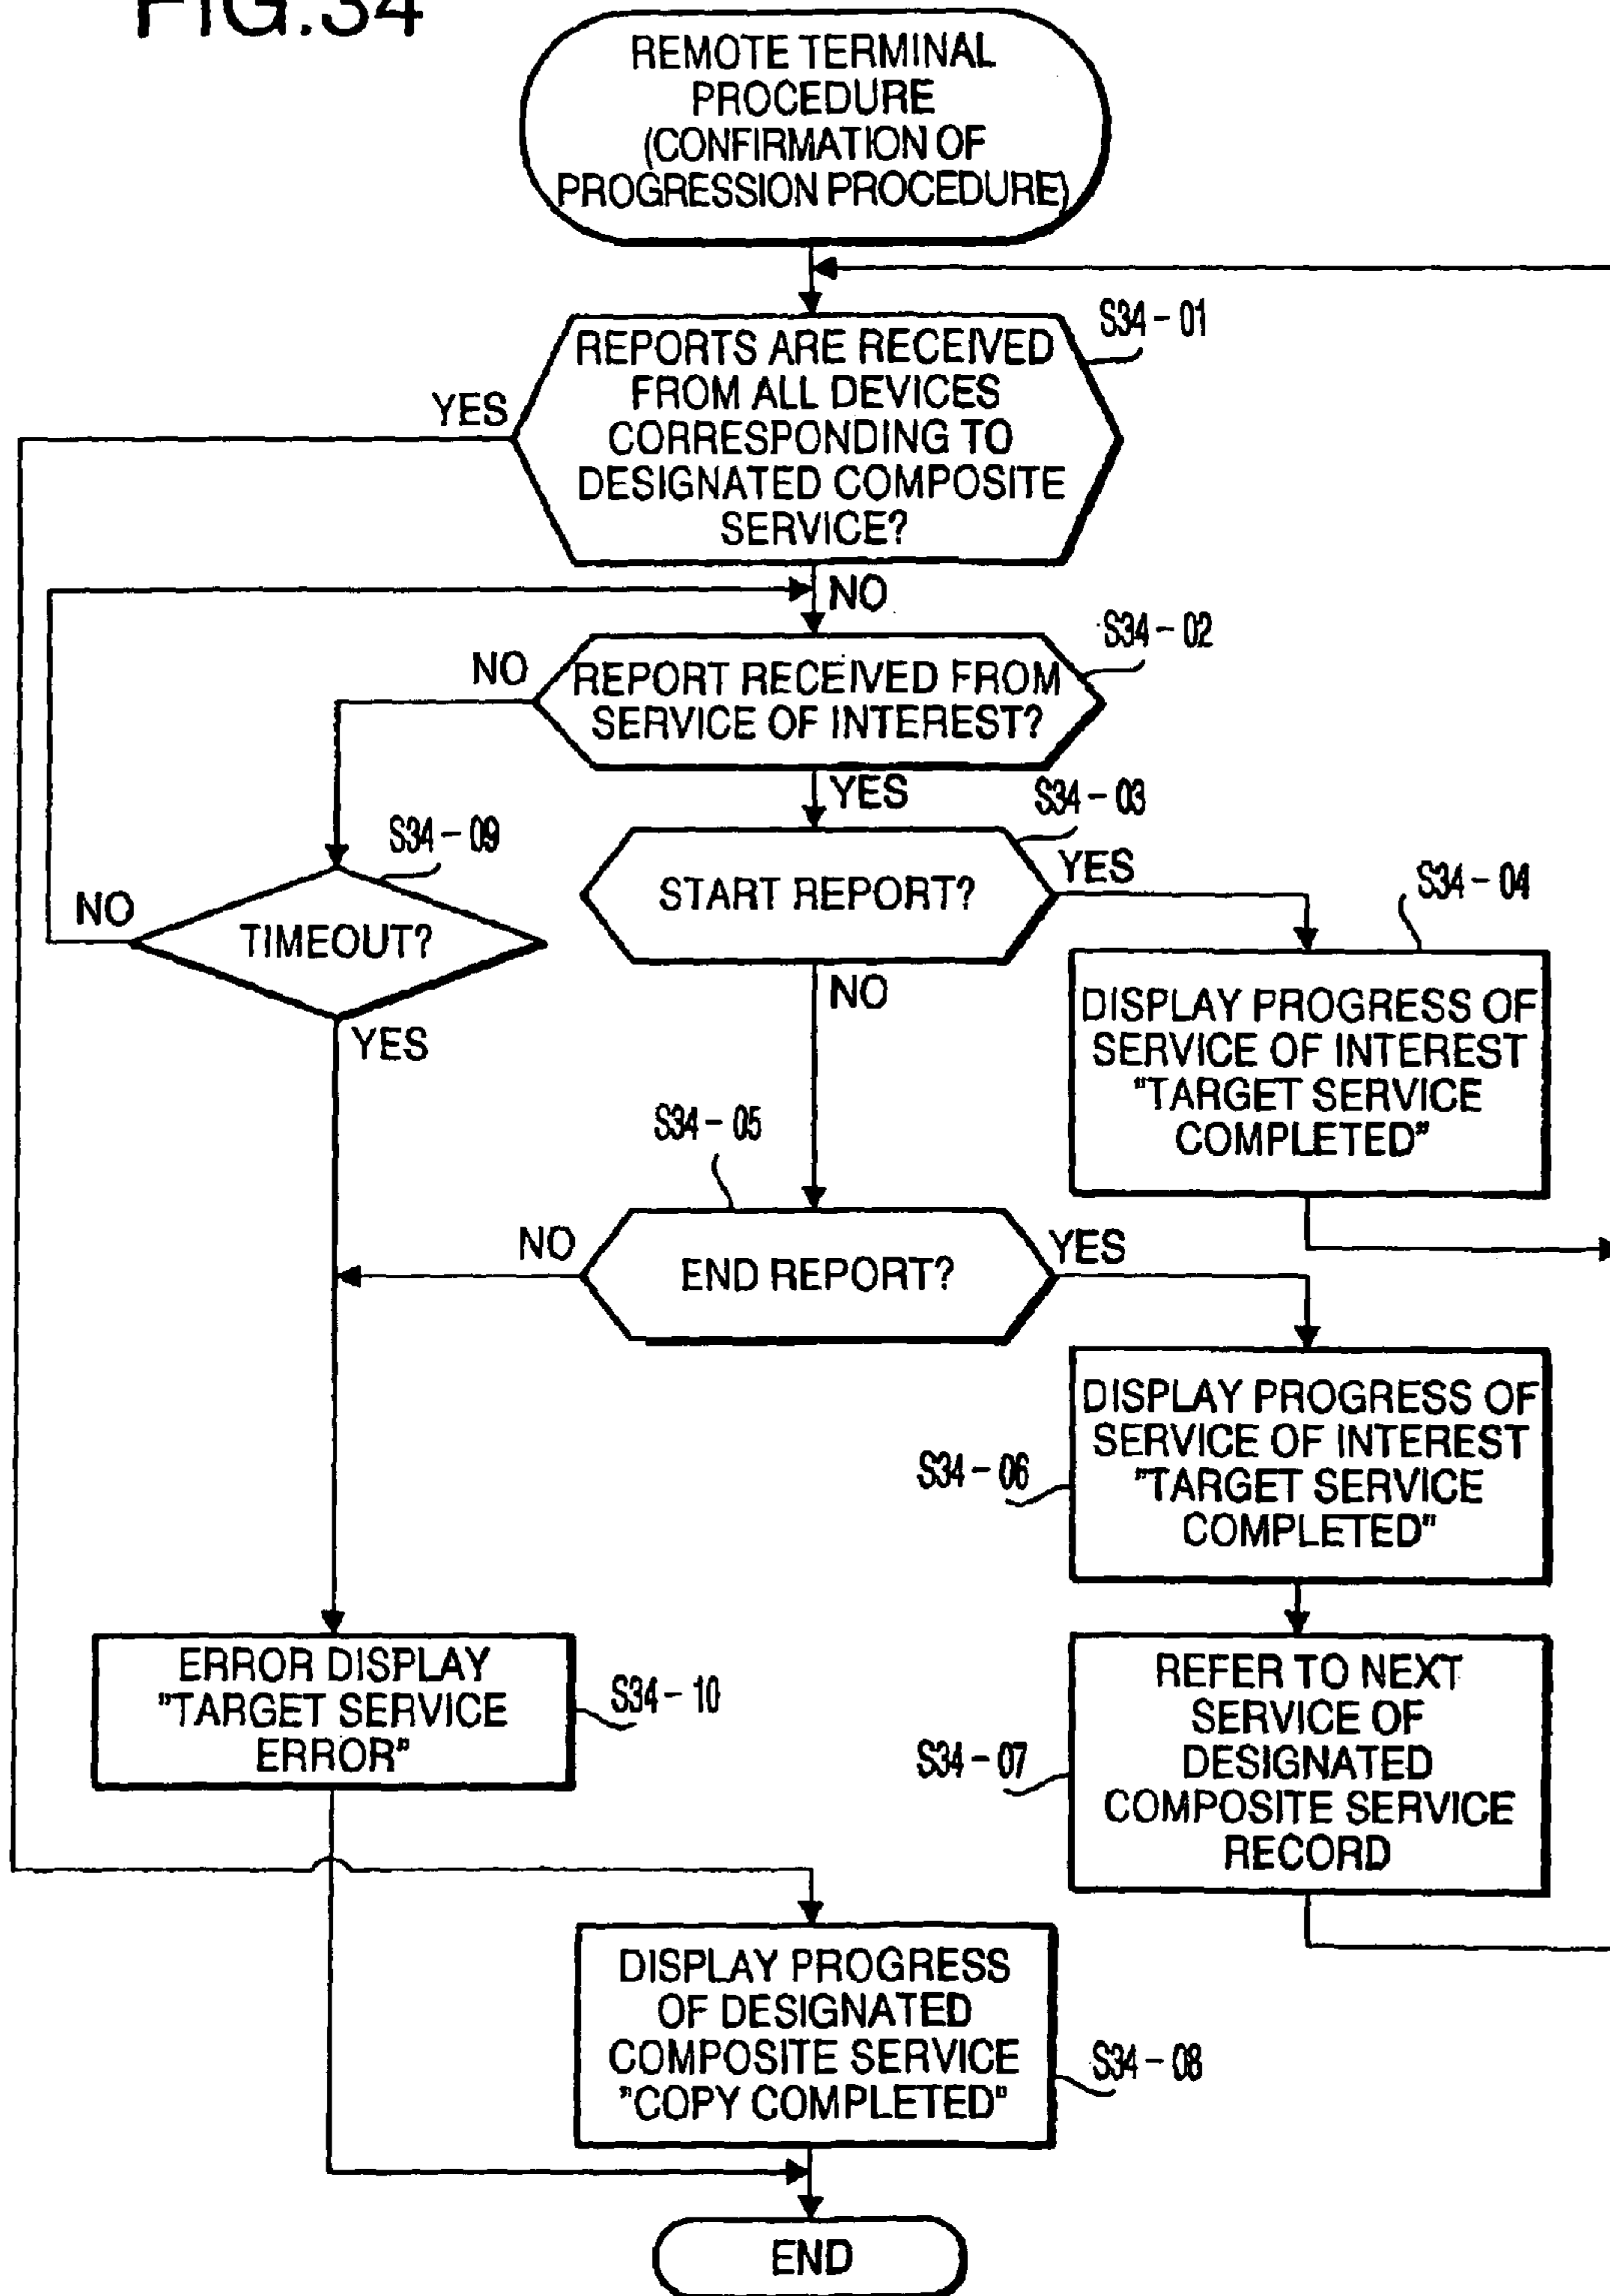 FIG.34
REMOTE TERMINAL
PROCEDURE
(CONFIRMATION OF
PROGRESSION PROCEDURE)
S34-01
REPORTS ARE RECEIVED
FROM ALL DEVICES
CORRESPONDING TO
DESIGNATED COMPOSITE
SERVICE?
YES
NO
S34-02
REPORT RECEIVED FROM
SERVICE OF INTEREST?
NO
YES
S34-03
START REPORT?
YES
NO
S34-09
TIMEOUT?
NO
YES
S34-04
DISPLAY PROGRESS OF
SERVICE OF INTEREST
"TARGET SERVICE
COMPLETED"
S34-05
END REPORT?
NO
YES
S34-06
DISPLAY PROGRESS OF
SERVICE OF INTEREST
"TARGET SERVICE
COMPLETED"
ERROR DISPLAY
"TARGET SERVICE
ERROR"
S34-10
S34-07
REFER TO NEXT
SERVICE OF
DESIGNATED
COMPOSITE SERVICE
RECORD
DISPLAY PROGRESS
OF DESIGNATED
COMPOSITE SERVICE
"COPY COMPLETED"
S34-08
END